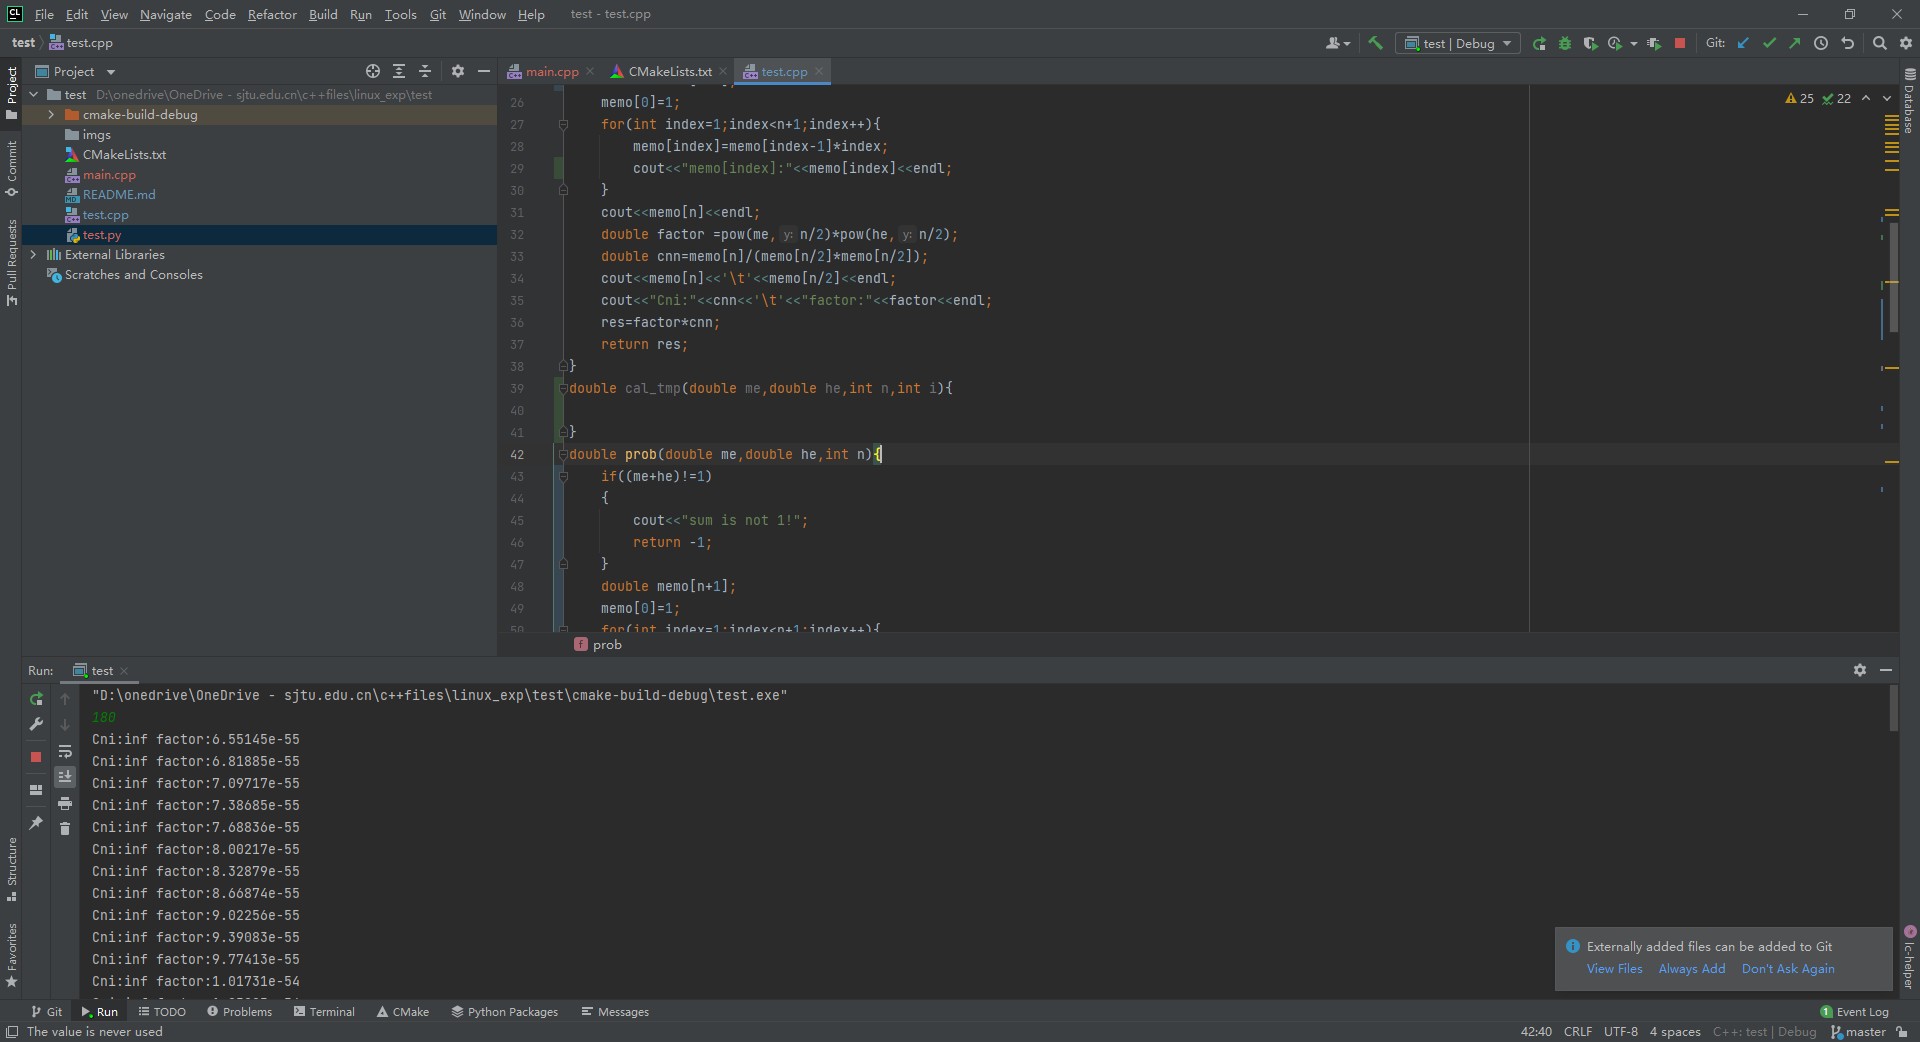 CL File Edit View Navigate Code Refactor Build Run Tools Git Window Help test - test.cpp
test test.cpp test | Debug Git:
Project
Commit
Pull Requests
Structure
Favorites
Project
test D:\onedrive\OneDrive - sjtu.edu.cn\c++files\linux_exp\test
cmake-build-debug
imgs
CMakeLists.txt
main.cpp
README.md
test.cpp
test.py
External Libraries
Scratches and Consoles
main.cpp CMakeLists.txt test.cpp
25 22
26 memo[0]=1;
27 for(int index=1;index<n+1;index++){
28 memo[index]=memo[index-1]*index;
29 cout<<"memo[index]:"<<memo[index]<<endl;
30 }
31 cout<<memo[n]<<endl;
32 double factor =pow(me, y: n/2)*pow(he, y: n/2);
33 double cnn=memo[n]/(memo[n/2]*memo[n/2]);
34 cout<<memo[n]<<'\t'<<memo[n/2]<<endl;
35 cout<<"Cni:"<<cnn<<'\t'<<"factor:"<<factor<<endl;
36 res=factor*cnn;
37 return res;
38 }
39 double cal_tmp(double me,double he,int n,int i){
40
41 }
42 double prob(double me,double he,int n){
43 if((me+he)!=1)
44 {
45 cout<<"sum is not 1!";
46 return -1;
47 }
48 double memo[n+1];
49 memo[0]=1;
50 for(int index=1;index<n+1;index++){
f prob
Database
lc-helper
Run: test
"D:\onedrive\OneDrive - sjtu.edu.cn\c++files\linux_exp\test\cmake-build-debug\test.exe"
180
Cni:inf factor:6.55145e-55
Cni:inf factor:6.81885e-55
Cni:inf factor:7.09717e-55
Cni:inf factor:7.38685e-55
Cni:inf factor:7.68836e-55
Cni:inf factor:8.00217e-55
Cni:inf factor:8.32879e-55
Cni:inf factor:8.66874e-55
Cni:inf factor:9.02256e-55
Cni:inf factor:9.39083e-55
Cni:inf factor:9.77413e-55
Cni:inf factor:1.01731e-54
Externally added files can be added to Git
View Files Always Add Don't Ask Again
Git Run TODO Problems Terminal CMake Python Packages Messages 1 Event Log
The value is never used 42:40 CRLF UTF-8 4 spaces C++: test | Debug master